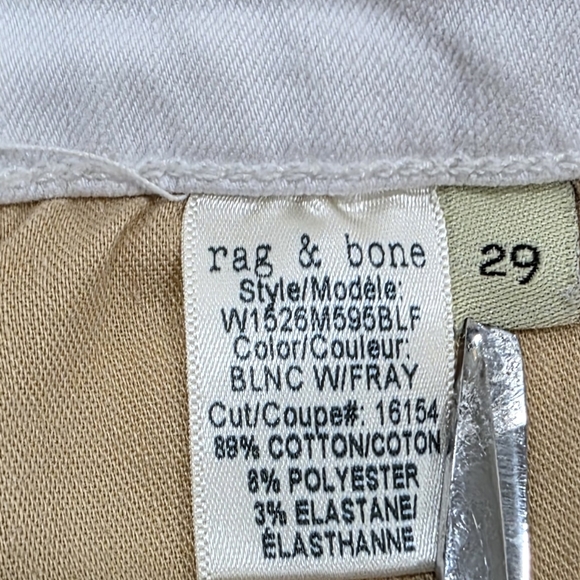 rag & bone
29
Style/Modèle:
W1526M595BLF
Color/Couleur:
BLNC W/FRAY
Cut/Coupe#: 16154
89% COTTON/COTON
8% POLYESTER
3% ELASTANE/
ÉLASTHANNE